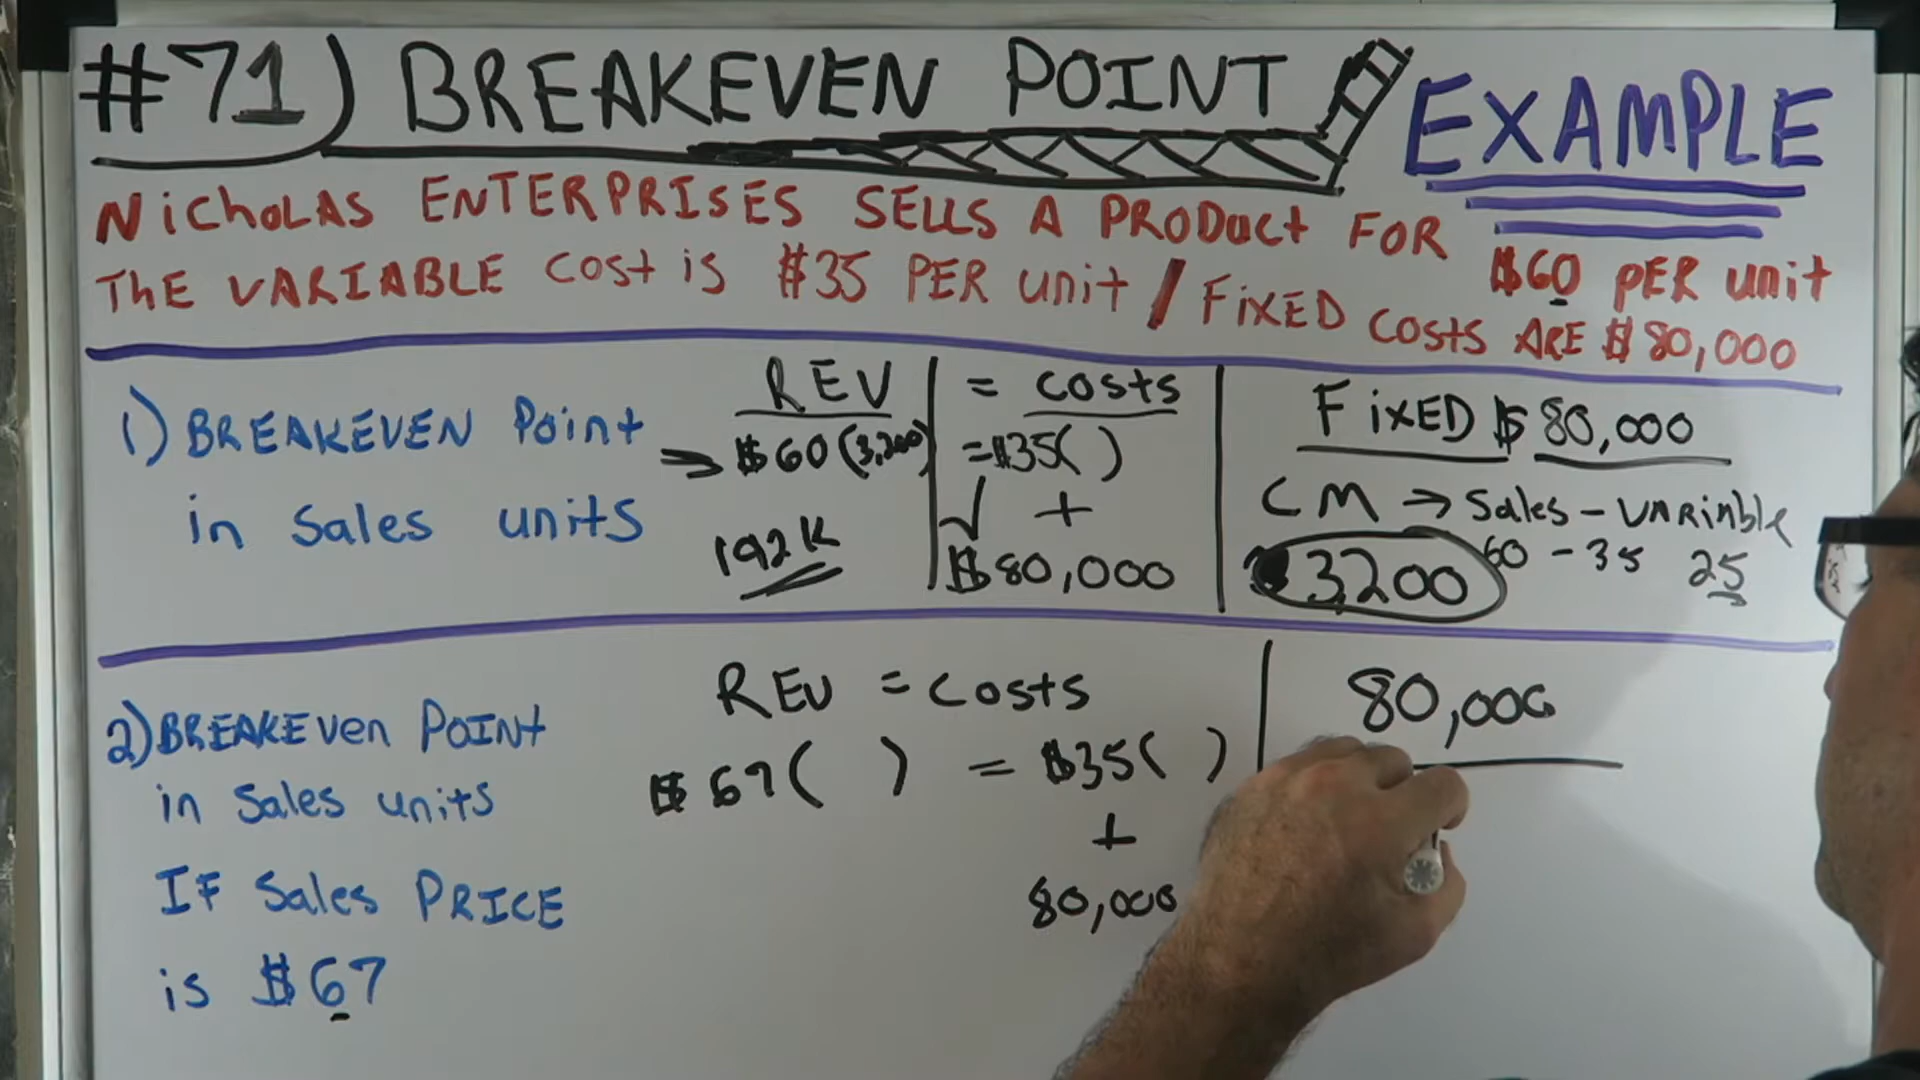 #71) BREAKEVEN POINT
EXAMPLE
NichoLAS ENTERPRISES SELLS A PRODuct FOR $60 PER unit
ThE VARIABLE cost is $35 PER unit / FixED costs ARE $80,000
1) BREAKEVEN Point
in Sales units
REV = costs
⇒ $60 (3,200) = $35( )
+
192K
$80,000
FixED $80,000
CM → Sales - VARinble
60 - 35 25
3,200
2) BREAKEven POINT
in Sales units
IF Sales PRICE
is $67
REV = costs
$67( ) = $35( )
+
80,000
80,000